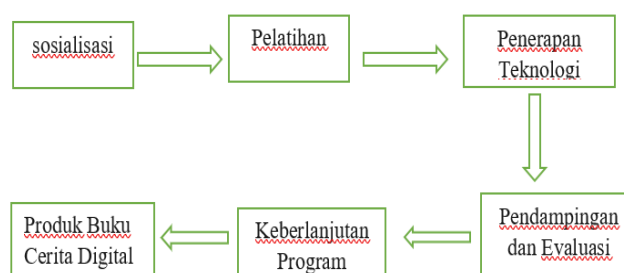 sosialisasi
Pelatihan
Penerapan
Teknologi
Pendampingan
dan Evaluasi
Keberlanjutan
Program
Produk Buku
Cerita Digital